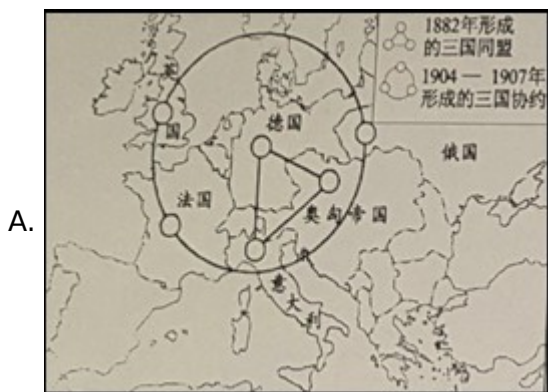 A.
1882年形成
的三国同盟
1904—1907年
形成的三国协约
英
国
德国
俄国
法国
奥匈帝国
意大利